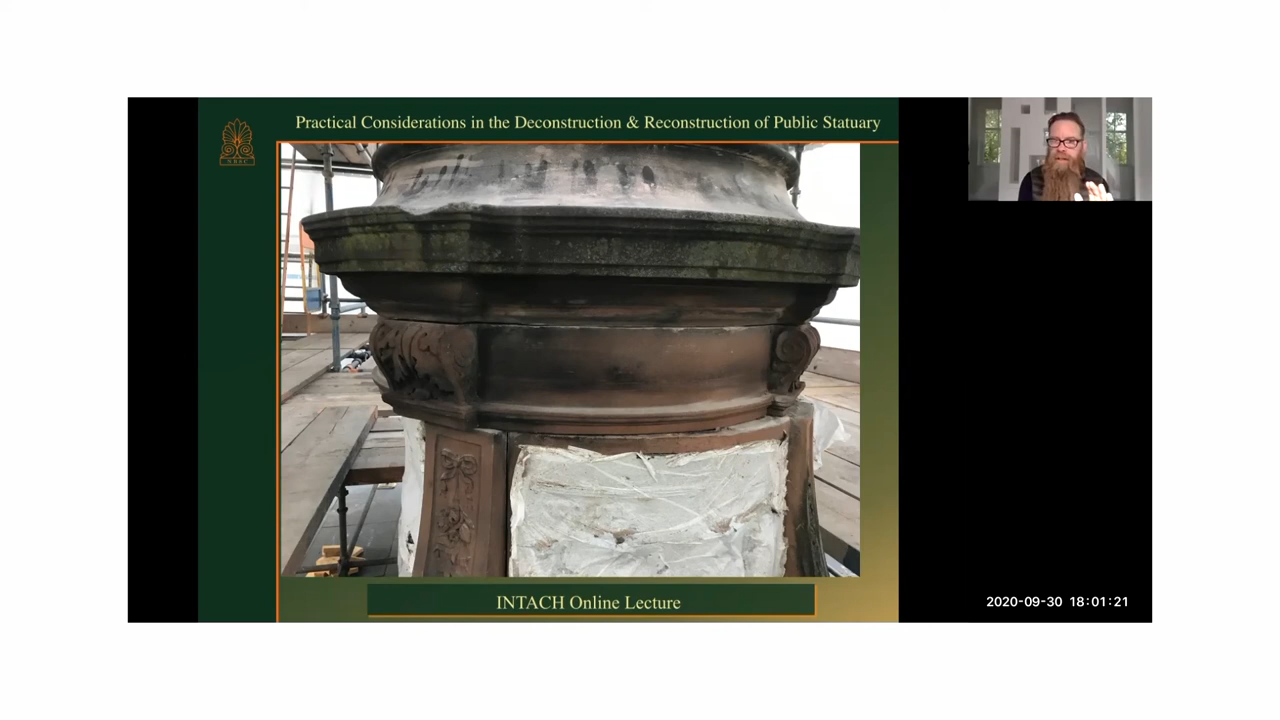 Practical Considerations in the Deconstruction & Reconstruction of Public Statuary
INTACH Online Lecture
2020-09-30 18:01:21